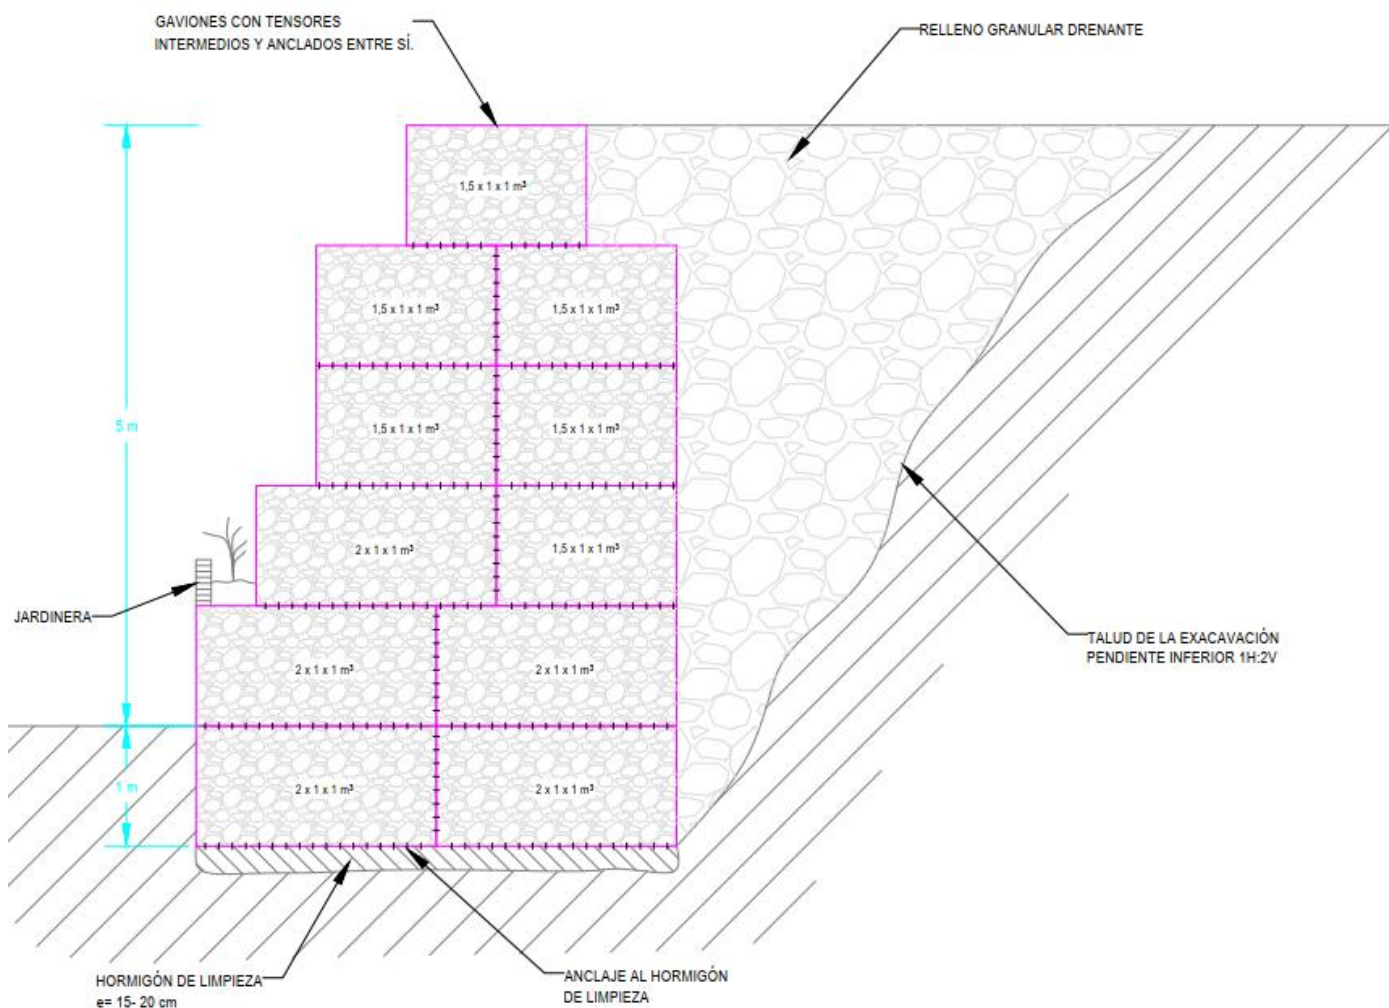 GAVIONES CON TENSORES
INTERMEDIOS Y ANCLADOS ENTRE SÍ.
RELLENO GRANULAR DRENANTE
1,5 x 1 x 1 m³
1,5 x 1 x 1 m³
1,5 x 1 x 1 m³
1,5 x 1 x 1 m³
1,5 x 1 x 1 m³
5 m
2 x 1 x 1 m³
1,5 x 1 x 1 m³
JARDINERA
TALUD DE LA EXACAVACIÓN
PENDIENTE INFERIOR 1H:2V
2 x 1 x 1 m³
2 x 1 x 1 m³
1 m
2 x 1 x 1 m³
2 x 1 x 1 m³
HORMIGÓN DE LIMPIEZA
e= 15- 20 cm
ANCLAJE AL HORMIGÓN
DE LIMPIEZA